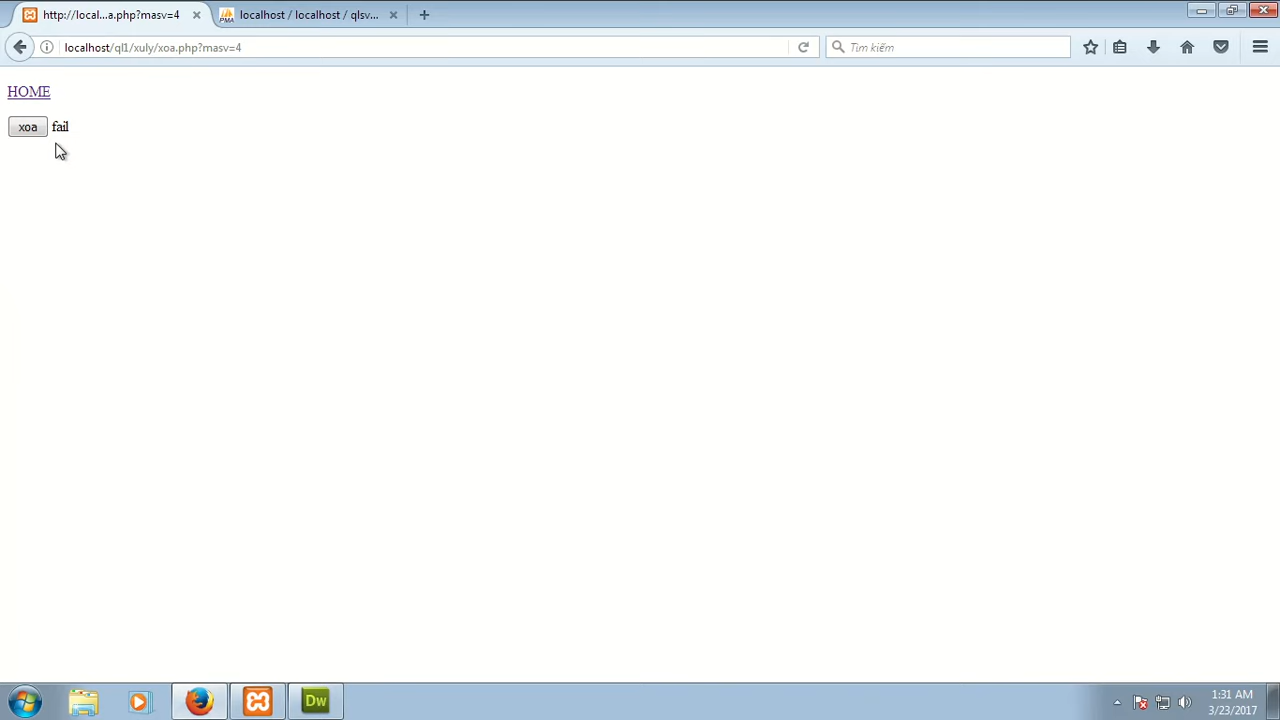 http://local...a.php?masv=4
localhost / localhost / qlsv...
localhost/ql1/xuly/xoa.php?masv=4
Tìm kiếm
HOME
xoa fail
Dw
1:31 AM
3/23/2017